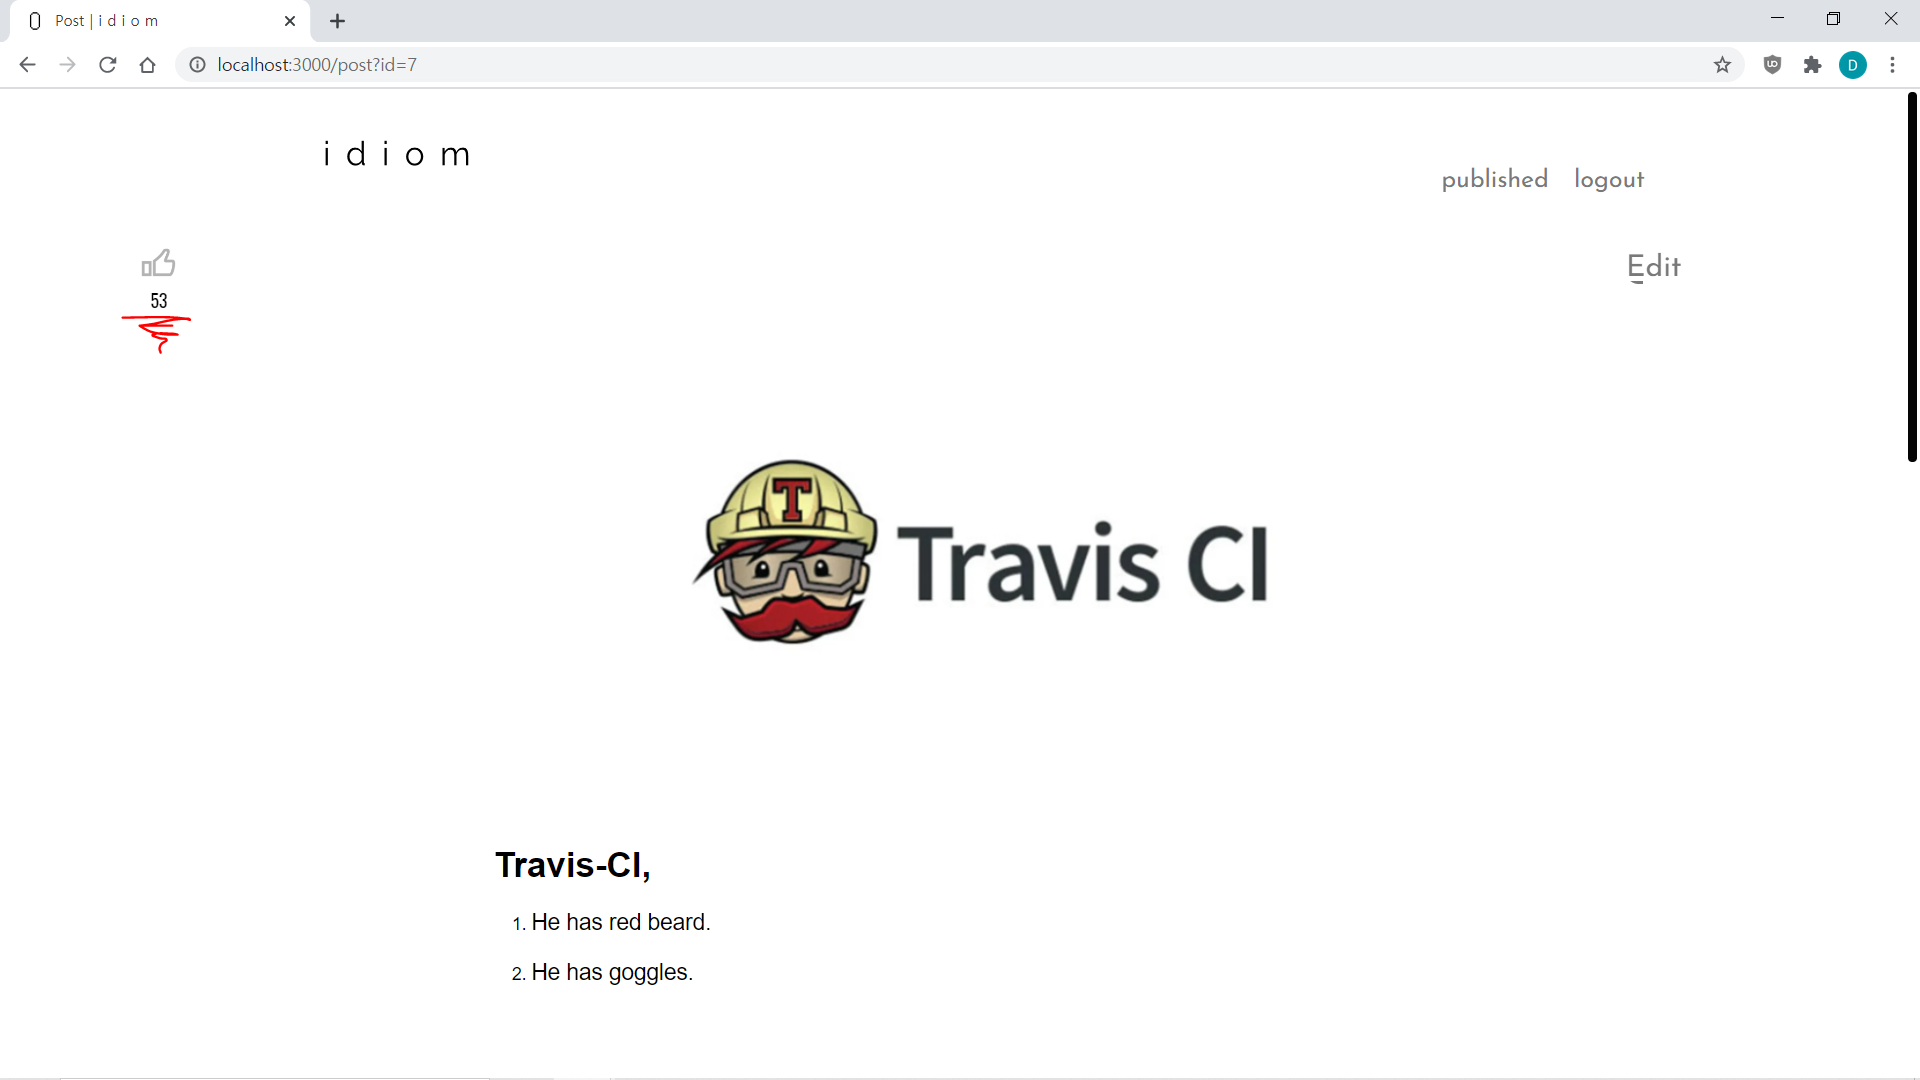 Post | i d i o m
localhost:3000/post?id=7
D
i d i o m
published logout
53
Edit
T
Travis CI
Travis-CI,
1. He has red beard.
2. He has goggles.